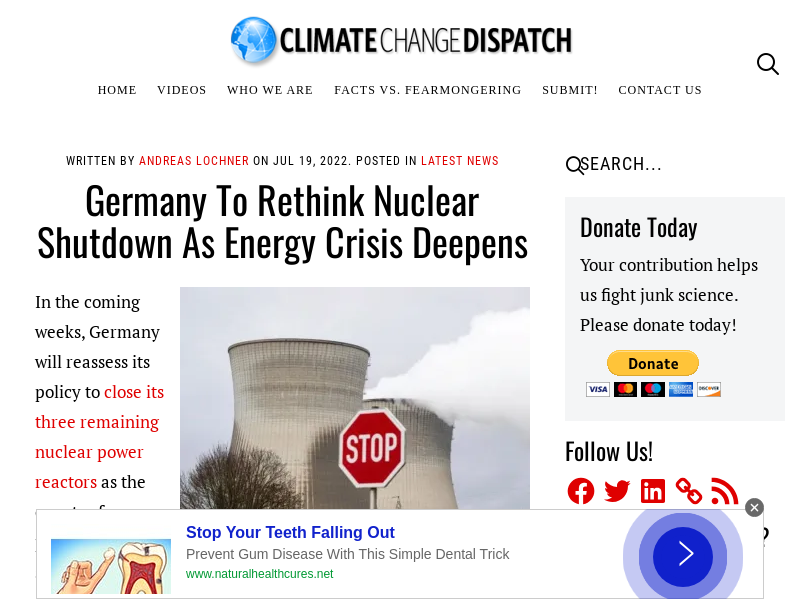 CLIMATE CHANGE DISPATCH
HOME VIDEOS WHO WE ARE FACTS VS. FEARMONGERING SUBMIT! CONTACT US
WRITTEN BY ANDREAS LOCHNER ON JUL 19, 2022. POSTED IN LATEST NEWS
Germany To Rethink Nuclear
Shutdown As Energy Crisis Deepens
In the coming
weeks, Germany
will reassess its
policy to close its
three remaining
nuclear power
reactors as the
STOP
SEARCH...
Donate Today
Your contribution helps
us fight junk science.
Please donate today!
Donate
VISA
DISCOVER
Follow Us!
Stop Your Teeth Falling Out
Prevent Gum Disease With This Simple Dental Trick
www.naturalhealthcures.net